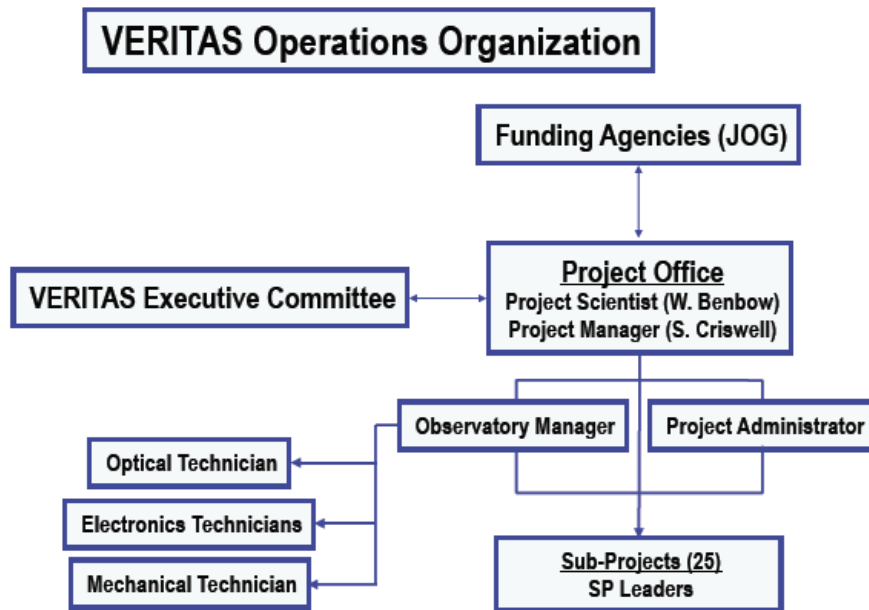 VERITAS Operations Organization
Funding Agencies (JOG)
Project Office
Project Scientist (W. Benbow)
Project Manager (S. Criswell)
VERITAS Executive Committee
Observatory Manager
Project Administrator
Optical Technician
Electronics Technicians
Mechanical Technician
Sub-Projects (25)
SP Leaders